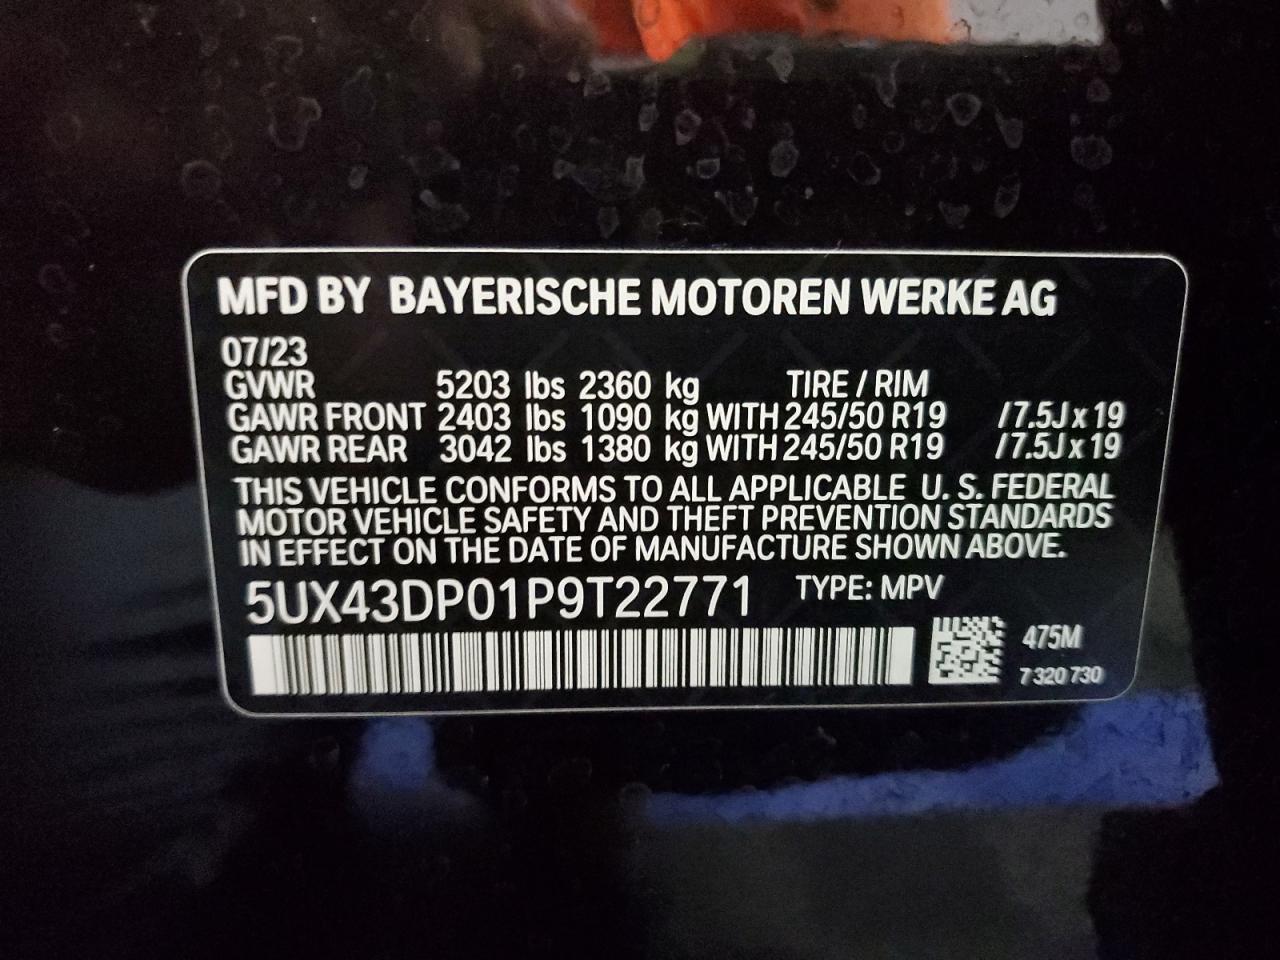 MFD BY BAYERISCHE MOTOREN WERKE AG
07/23
GVWR 5203 lbs 2360 kg TIRE / RIM
GAWR FRONT 2403 lbs 1090 kg WITH 245/50 R19 /7.5J x 19
GAWR REAR 3042 lbs 1380 kg WITH 245/50 R19 /7.5J x 19
THIS VEHICLE CONFORMS TO ALL APPLICABLE U. S. FEDERAL
MOTOR VEHICLE SAFETY AND THEFT PREVENTION STANDARDS
IN EFFECT ON THE DATE OF MANUFACTURE SHOWN ABOVE.
5UX43DP01P9T22771 TYPE: MPV
475M
7 320 730